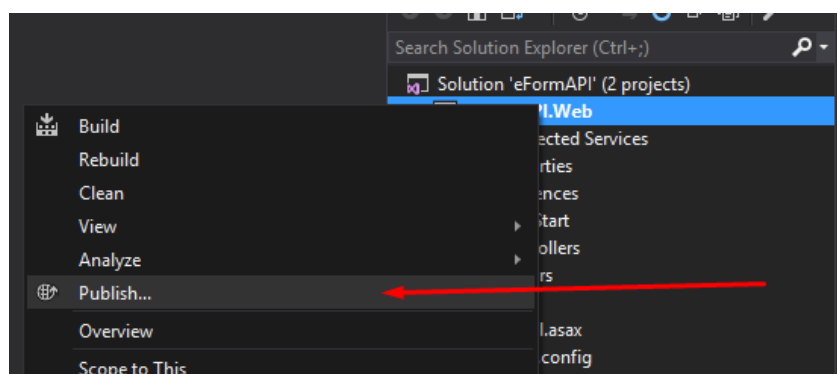 Search Solution Explorer (Ctrl+;)
Solution 'eFormAPI' (2 projects)
PI.Web
Build
ected Services
Rebuild
rties
Clean
ences
View
Start
ollers
Analyze
rs
Publish...
Overview
l.asax
.config
Scope to This